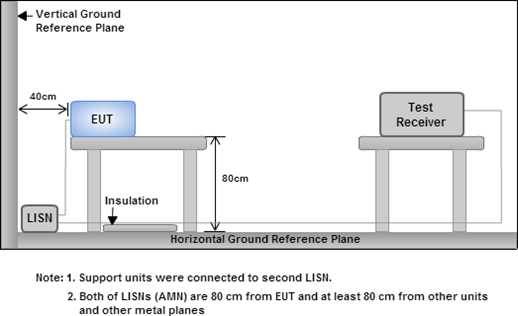 Vertical Ground
Reference Plane
40cm
EUT
Test
Receiver
80cm
Insulation
LISN
Horizontal Ground Reference Plane
Note: 1. Support units were connected to second LISN.
2. Both of LISNs (AMN) are 80 cm from EUT and at least 80 cm from other units
and other metal planes